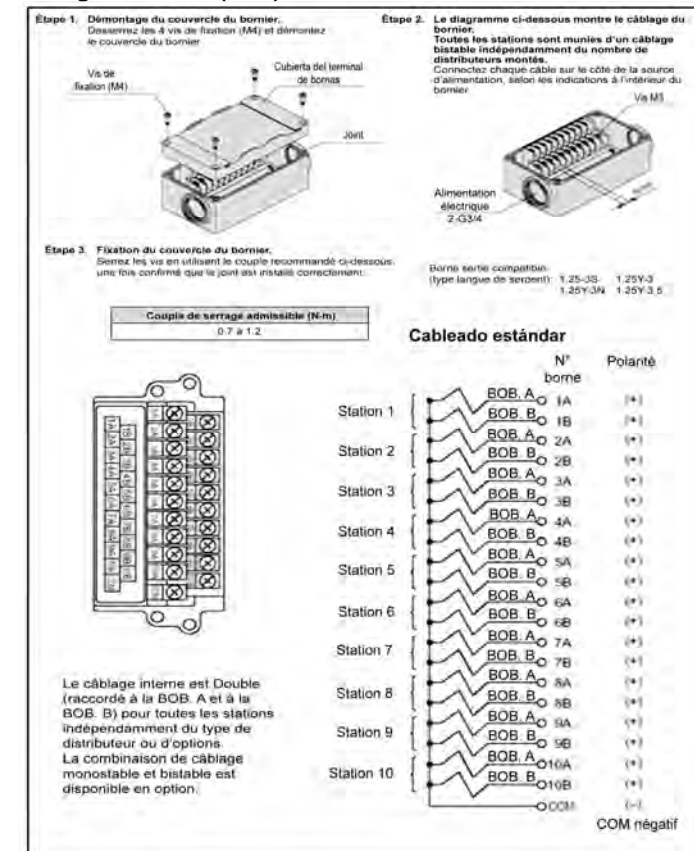 Étape 1. Démontage du couvercle du bornier.
Desserrez les 4 vis de fixation (M4) et démontez
le couvercle du bornier
Vis de
fixation (M4)
Cubierta del terminal
de bornas
Joint
Étape 2. Le diagramme ci-dessous montre le câblage du
bornier.
Toutes les stations sont munies d'un câblage
bistable indépendamment du nombre de
distributeurs montés.
Connectez chaque câble sur le côté de la source
d'alimentation, selon les indications à l'intérieur du
bornier
Vis M3
Alimentation
électrique
2-G3/4
Borne sertie compatible
(type langue de serpent): 1.25-3S 1.25Y-3
1.25Y-3N 1.25Y-3.5
Étape 3. Fixation du couvercle du bornier.
Serrez les vis en utilisant le couple recommandé ci-dessous,
une fois confirmé que le joint est installé correctement.
Couple de serrage admissible (N·m)
0.7 à 1.2
Cableado estándar
N°
borne
Polarité
Station 1
BOB. A 1A (+)
BOB. B 1B (+)
Station 2
BOB. A 2A (+)
BOB. B 2B (+)
Station 3
BOB. A 3A (+)
BOB. B 3B (+)
Station 4
BOB. A 4A (+)
BOB. B 4B (+)
Station 5
BOB. A 5A (+)
BOB. B 5B (+)
Station 6
BOB. A 6A (+)
BOB. B 6B (+)
Station 7
BOB. A 7A (+)
BOB. B 7B (+)
Station 8
BOB. A 8A (+)
BOB. B 8B (+)
Station 9
BOB. A 9A (+)
BOB. B 9B (+)
Station 10
BOB. A 10A (+)
BOB. B 10B (+)
COM (–)
COM négatif
Le câblage interne est Double
(raccordé à la BOB. A et à la
BOB. B) pour toutes les stations
indépendamment du type de
distributeur ou d'options.
La combinaison de câblage
monostable et bistable est
disponible en option.